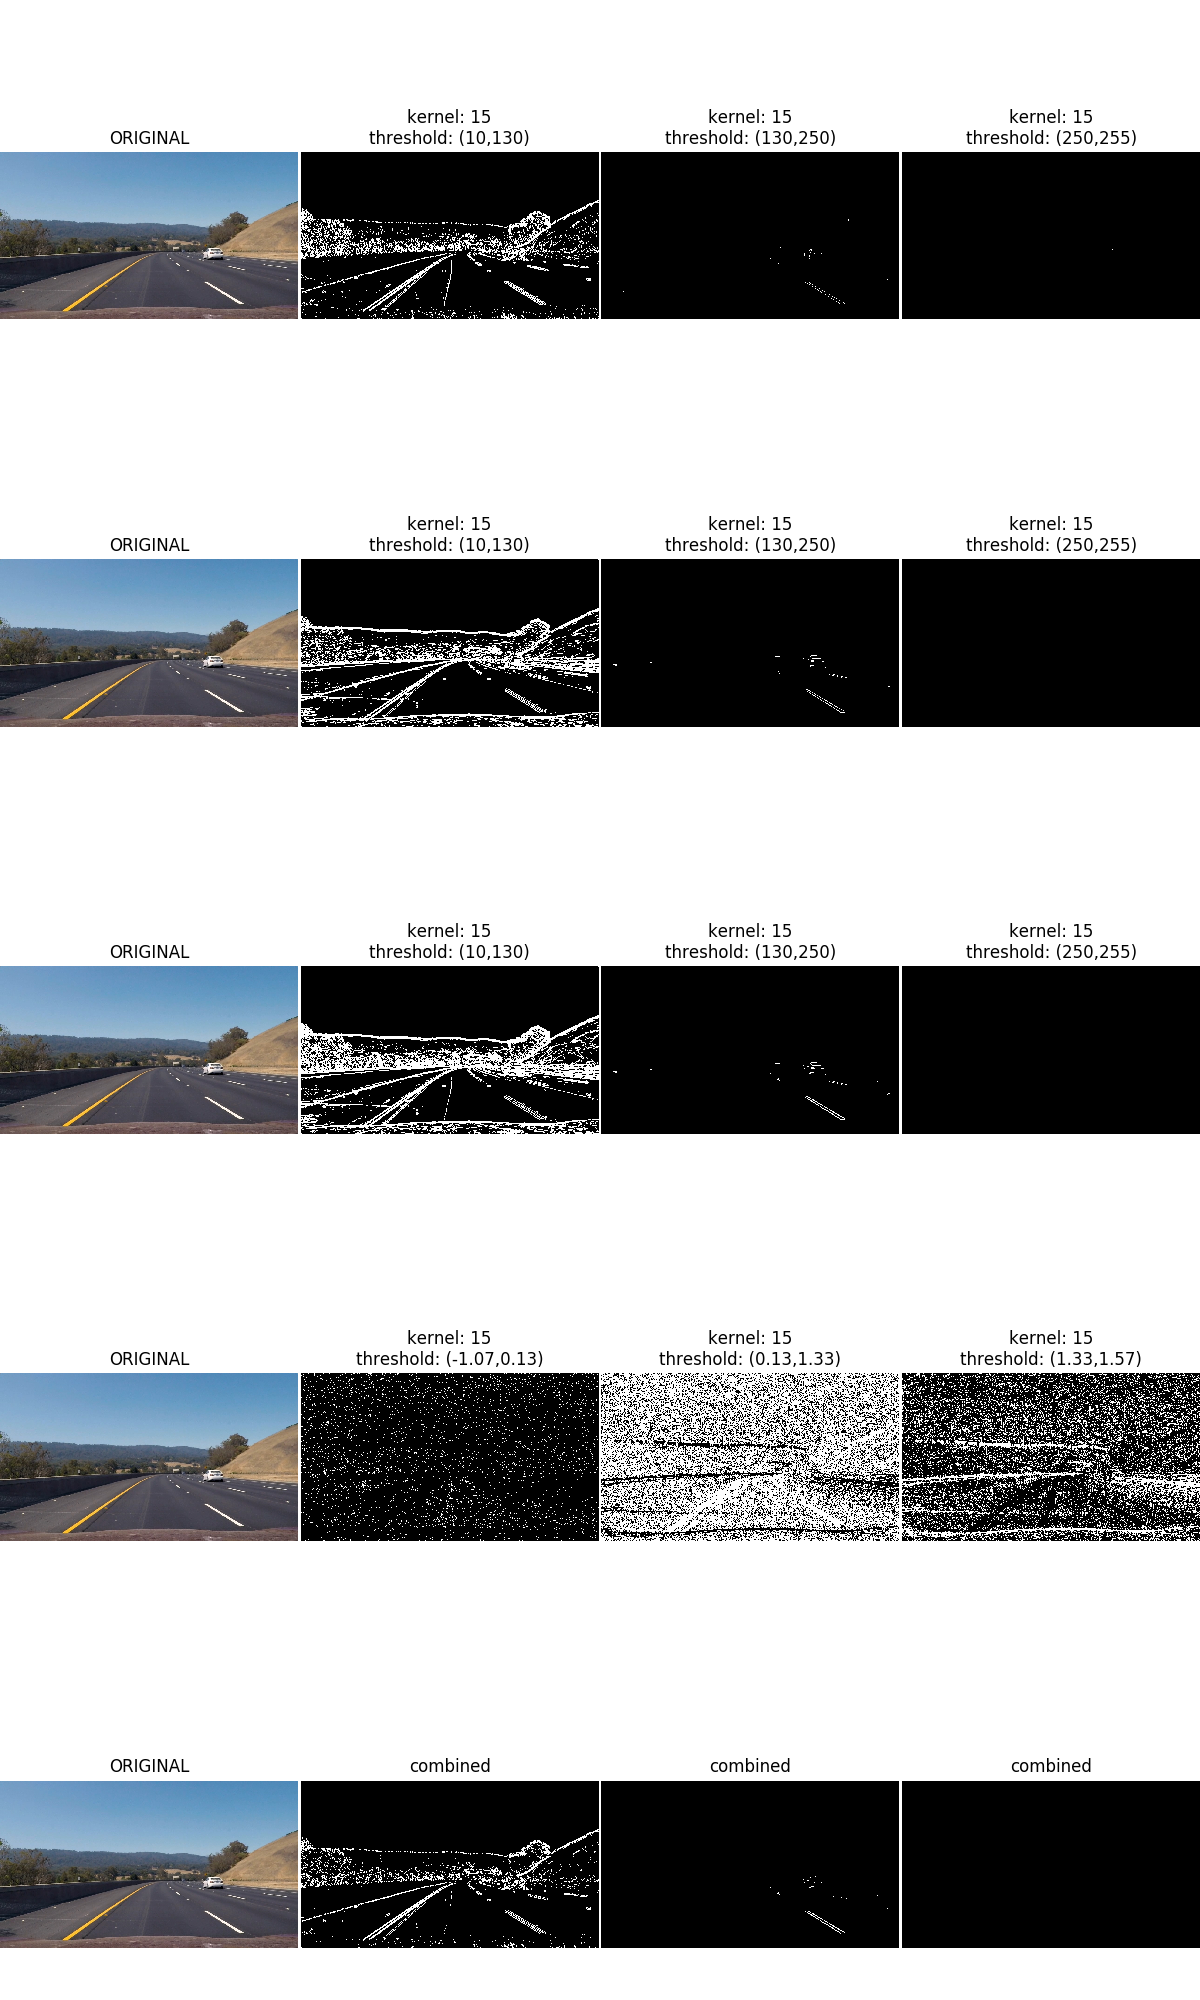 ORIGINAL
kernel: 15
threshold: (10,130)
kernel: 15
threshold: (130,250)
kernel: 15
threshold: (250,255)
ORIGINAL
kernel: 15
threshold: (10,130)
kernel: 15
threshold: (130,250)
kernel: 15
threshold: (250,255)
ORIGINAL
kernel: 15
threshold: (10,130)
kernel: 15
threshold: (130,250)
kernel: 15
threshold: (250,255)
ORIGINAL
kernel: 15
threshold: (-1.07,0.13)
kernel: 15
threshold: (0.13,1.33)
kernel: 15
threshold: (1.33,1.57)
ORIGINAL
combined
combined
combined